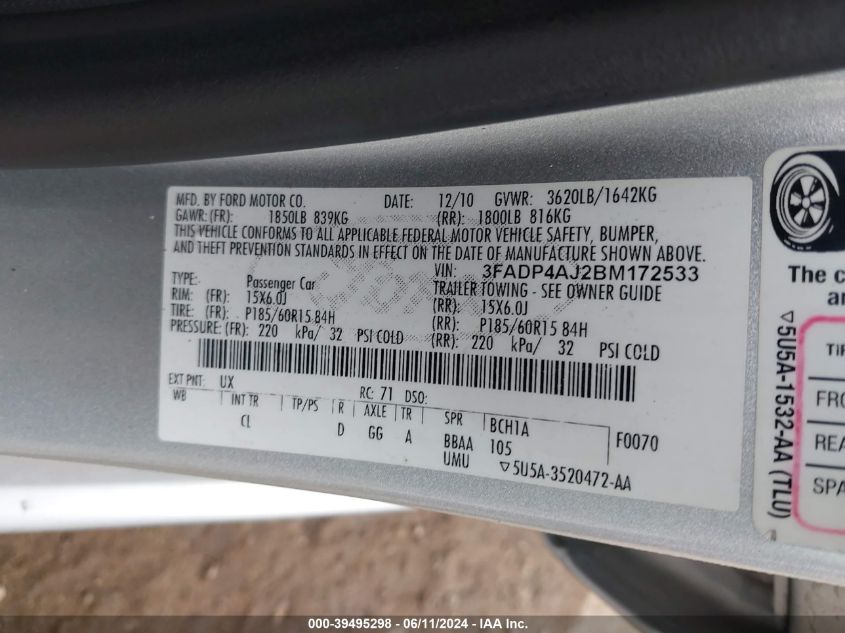 MFD. BY FORD MOTOR CO. DATE: 12/10 GVWR: 3620LB/1642KG
GAWR: (FR): 1850LB 839KG (RR): 1800LB 816KG
THIS VEHICLE CONFORMS TO ALL APPLICABLE FEDERAL MOTOR VEHICLE SAFETY, BUMPER,
AND THEFT PREVENTION STANDARDS IN EFFECT ON THE DATE OF MANUFACTURE SHOWN ABOVE.
VIN: 3FADP4AJ2BM172533
TYPE: Passenger Car TRAILER TOWING - SEE OWNER GUIDE
RIM: (FR): 15X6.0J (RR): 15X6.0J
TIRE: (FR): P185/60R15 84H (RR): P185/60R15 84H
PRESSURE: (FR): 220 kPa/ 32 PSI COLD (RR): 220 kPa/ 32 PSI COLD
EXT PNT: UX RC: 71 DSO:
WB INT TR TP/PS R AXLE TR SPR BCH1A F0070
CL D GG A BBAA 105
UMU ▽5U5A-3520472-AA
The c
an
▽5U5A-1532-AA (TLU)
TIR
FRO
REA
SPA
000-39495298 - 06/11/2024 - IAA Inc.